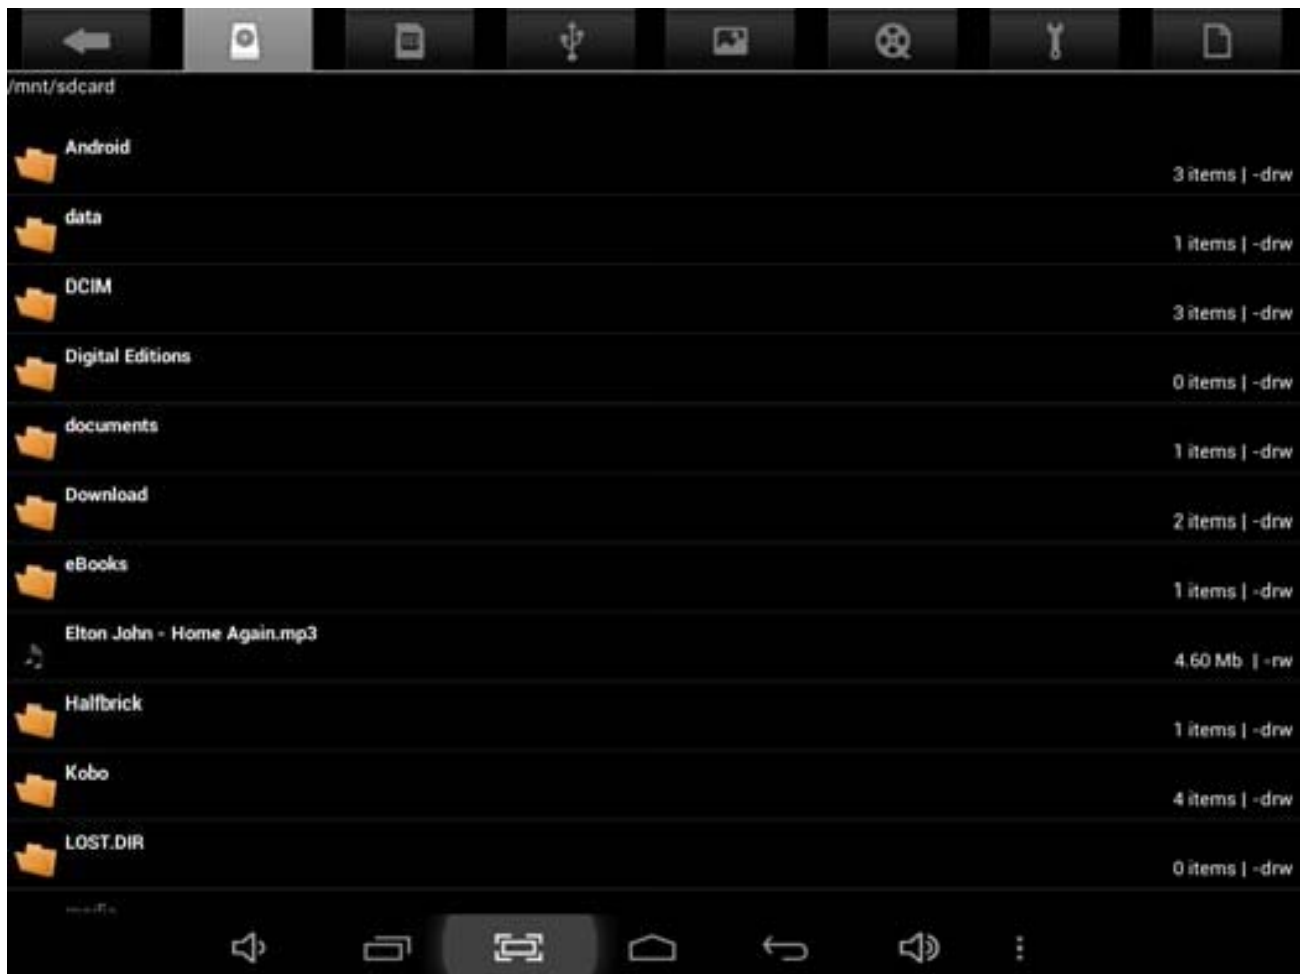 /mnt/sdcard
Android
3 items | -drw
data
1 items | -drw
DCIM
3 items | -drw
Digital Editions
0 items | -drw
documents
1 items | -drw
Download
2 items | -drw
eBooks
1 items | -drw
Elton John - Home Again.mp3
4.60 Mb | -rw
Halfbrick
1 items | -drw
Kobo
4 items | -drw
LOST.DIR
0 items | -drw